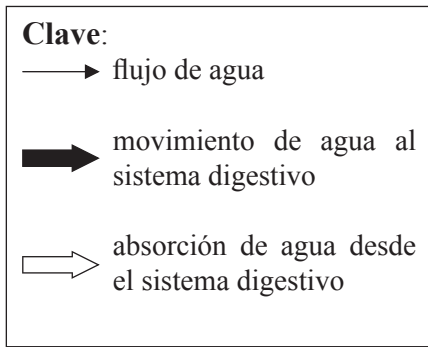 Clave:
flujo de agua
movimiento de agua al
sistema digestivo
absorción de agua desde
el sistema digestivo